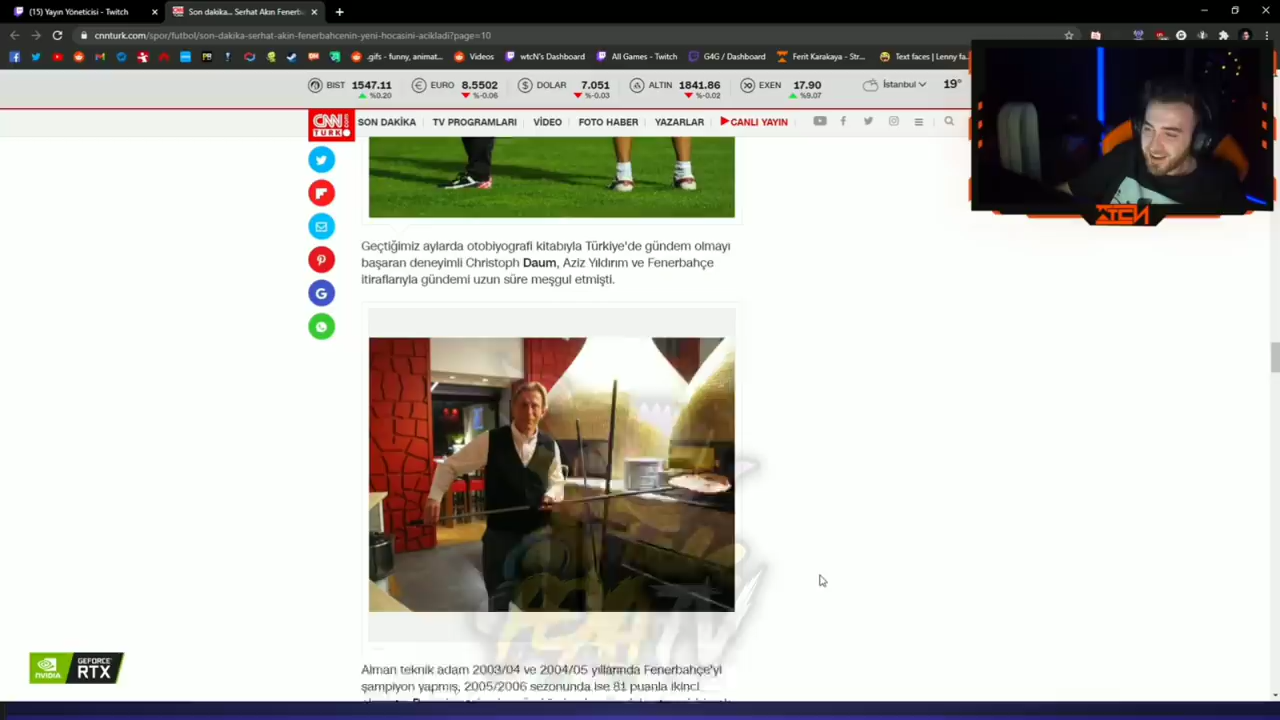 (15) Yayın Yöneticisi - Twitch
Son dakika... Serhat Akın Fenerb
cnnturk.com/spor/futbol/son-dakika-serhat-akin-fenerbahcenin-yeni-hocasini-acikladi?page=10
.gifs - funny, animat...
Videos
wtcN's Dashboard
All Games - Twitch
G4G / Dashboard
Ferit Karakaya - Str...
Text faces | Lenny fa...
BIST 1547.11 %0.20
EURO 8.5502 %-0.06
DOLAR 7.051 %-0.03
ALTIN 1841.86 %-0.02
EXEN 17.90 %9.07
İstanbul 19°
CNN TÜRK.com
SON DAKİKA TV PROGRAMLARI VİDEO FOTO HABER YAZARLAR CANLI YAYIN
Geçtiğimiz aylarda otobiyografi kitabıyla Türkiye'de gündem olmayı
başaran deneyimli Christoph Daum, Aziz Yıldırım ve Fenerbahçe
itiraflarıyla gündemi uzun süre meşgul etmişti.
Alman teknik adam 2003/04 ve 2004/05 yıllarında Fenerbahçe'yi
şampiyon yapmış, 2005/2006 sezonunda ise 81 puanla ikinci
NVIDIA GEFORCE RTX